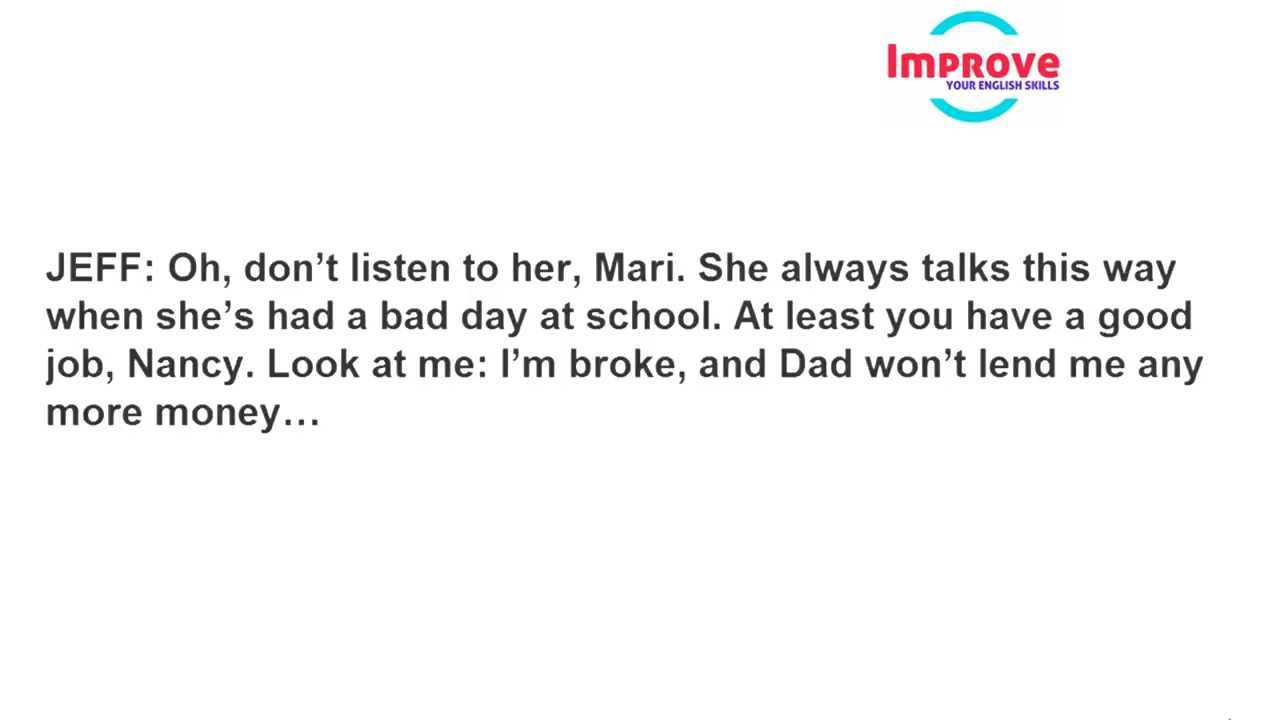 Improve
YOUR ENGLISH SKILLS
JEFF: Oh, don’t listen to her, Mari. She always talks this way
when she’s had a bad day at school. At least you have a good
job, Nancy. Look at me: I’m broke, and Dad won’t lend me any
more money…